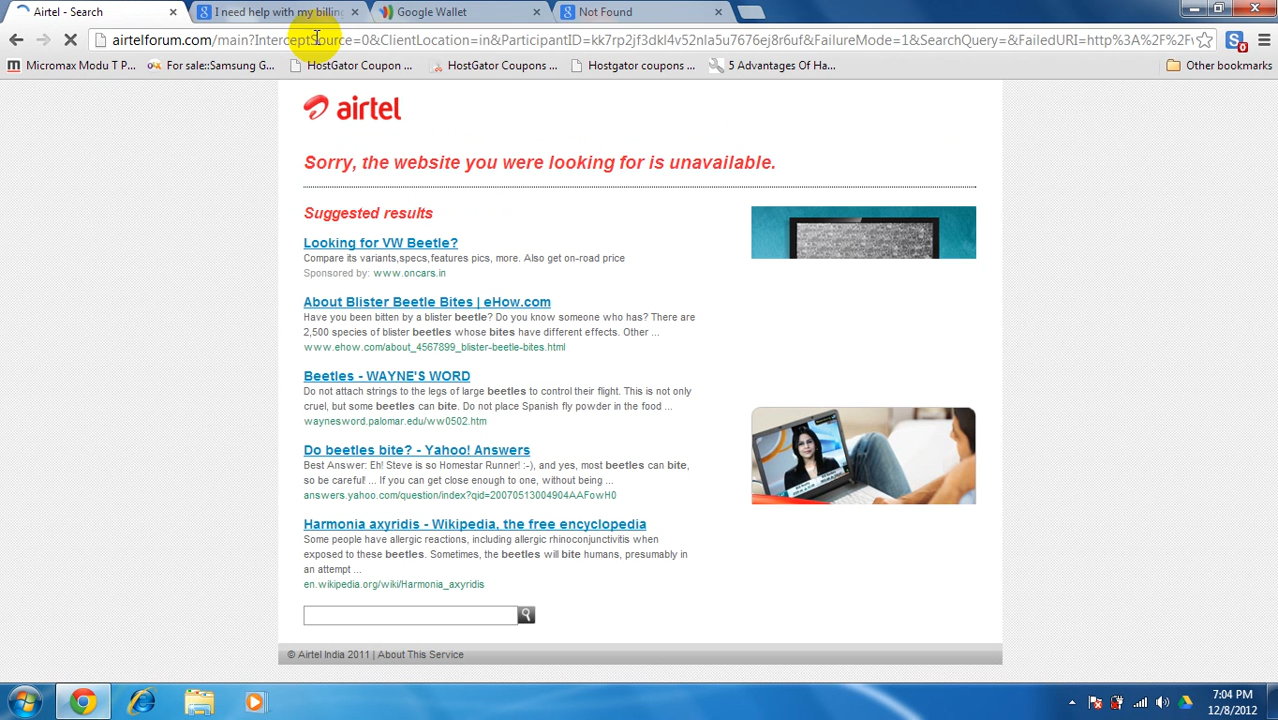 Airtel - Search
I need help with my billing
Google Wallet
Not Found
airtelforum.com/main?InterceptSource=0&ClientLocation=in&ParticipantID=kk7rp2jf3dkl4v52nla5u7676ej8r6uf&FailureMode=1&SearchQuery=&FailedURI=http%3A%2F%2Fv
Micromax Modu T P...
For sale::Samsung G...
HostGator Coupon ...
HostGator Coupons ...
Hostgator coupons ...
5 Advantages Of Ha...
Other bookmarks
airtel
Sorry, the website you were looking for is unavailable.
Suggested results
Looking for VW Beetle?
Compare its variants,specs,features pics, more. Also get on-road price
Sponsored by: www.oncars.in
About Blister Beetle Bites | eHow.com
Have you been bitten by a blister beetle? Do you know someone who has? There are
2,500 species of blister beetles whose bites have different effects. Other ...
www.ehow.com/about_4567899_blister-beetle-bites.html
Beetles - WAYNE'S WORD
Do not attach strings to the legs of large beetles to control their flight. This is not only
cruel, but some beetles can bite. Do not place Spanish fly powder in the food ...
waynesword.palomar.edu/ww0502.htm
Do beetles bite? - Yahoo! Answers
Best Answer: Eh! Steve is so Homestar Runner! :-), and yes, most beetles can bite,
so be careful! ... If you can get close enough to one, without being ...
answers.yahoo.com/question/index?qid=20070513004904AAFowH0
Harmonia axyridis - Wikipedia, the free encyclopedia
Some people have allergic reactions, including allergic rhinoconjunctivitis when
exposed to these beetles. Sometimes, the beetles will bite humans, presumably in
an attempt ...
en.wikipedia.org/wiki/Harmonia_axyridis
© Airtel India 2011 | About This Service
7:04 PM
12/8/2012